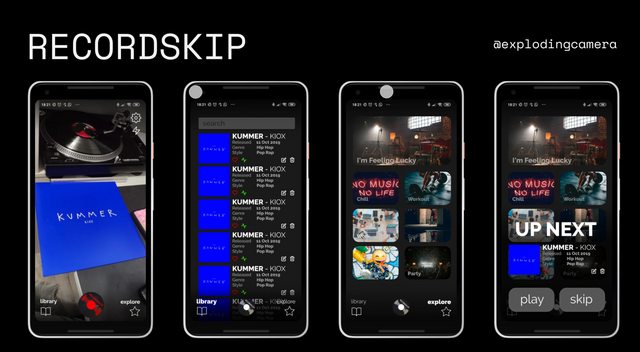 RECORDSKIP
@explodingcamera
18:21
KUMMER
KIOX
library
explore
18:21
search
KUMMER - KIOX
Released 11 Oct 2019
Genre Hip Hop
Style Pop Rap
KUMMER - KIOX
Released 11 Oct 2019
Genre Hip Hop
Style Pop Rap
KUMMER - KIOX
Released 11 Oct 2019
Genre Hip Hop
Style Pop Rap
KUMMER - KIOX
Released 11 Oct 2019
Genre Hip Hop
Style Pop Rap
KUMMER - KIOX
Released 11 Oct 2019
Genre Hip Hop
Style Pop Rap
KUMMER - KIOX
library
explore
18:21
I'm Feeling Lucky
NO MUSIC
NO LIFE
Chill
Workout
Party
library
explore
18:21
I'm Feeling Lucky
NO MUSIC
NO LIFE
Chill
Workout
UP NEXT
KUMMER - KIOX
Released 11 Oct 2019
Genre Hip Hop
Style Pop Rap
Party
play
skip